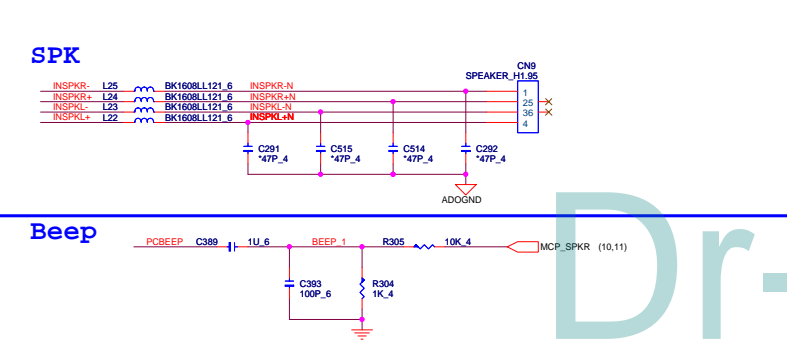 SPK
CN9
SPEAKER_H1.95
INSPKR- L25 BK1608LL121_6 INSPKR-N 1
INSPKR+ L24 BK1608LL121_6 INSPKR+N 25
INSPKL- L23 BK1608LL121_6 INSPKL-N 36
INSPKL+ L22 BK1608LL121_6 INSPKL+N 4
C291 C515 C514 C292
*47P_4 *47P_4 *47P_4 *47P_4
ADOGND
Beep
PCBEEP C389 1U_6 BEEP_1 R305 10K_4 MCP_SPKR (10,11)
C393 R304
100P_6 1K_4
Dr-